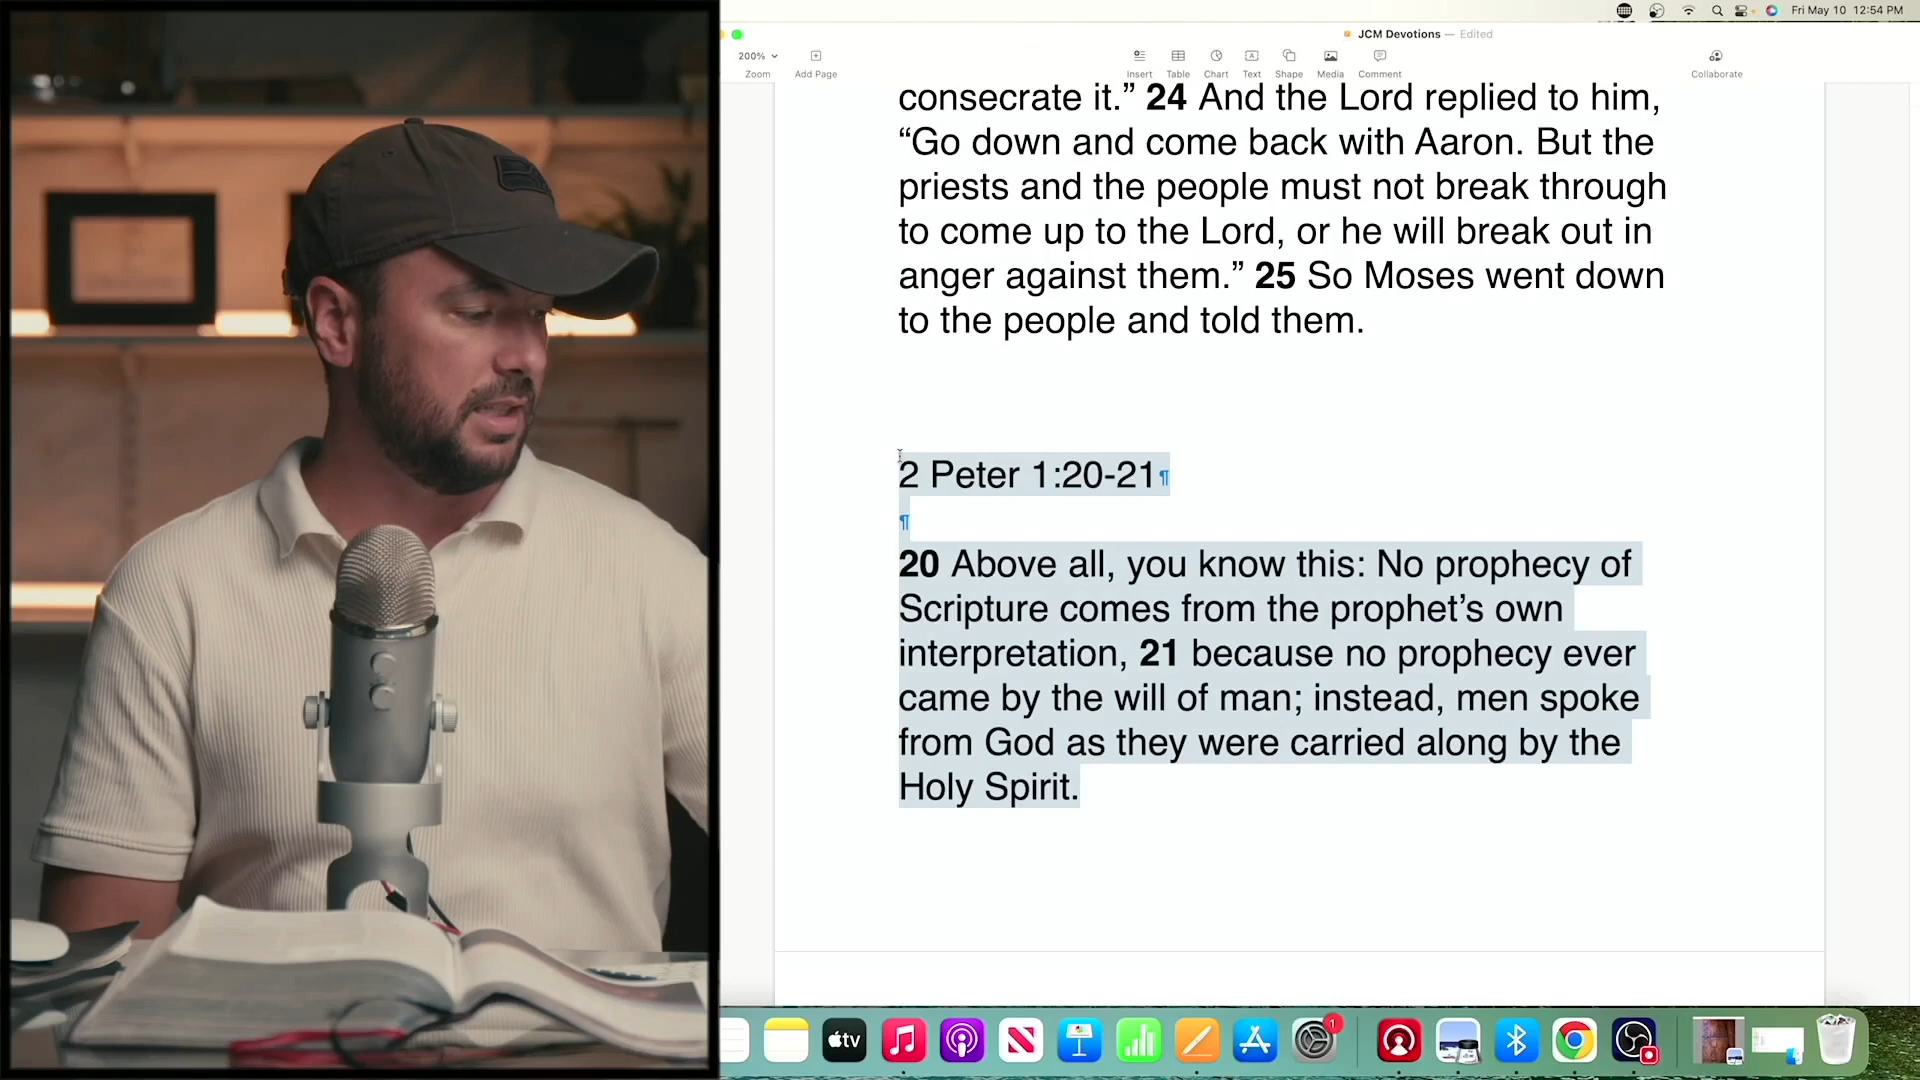 Fri May 10 12:54 PM
JCM Devotions — Edited
200%
Zoom
Add Page
Insert
Table
Chart
Text
Shape
Media
Comment
Collaborate
consecrate it.” 24 And the Lord replied to him,
“Go down and come back with Aaron. But the
priests and the people must not break through
to come up to the Lord, or he will break out in
anger against them.” 25 So Moses went down
to the people and told them.
2 Peter 1:20-21¶
¶
20 Above all, you know this: No prophecy of
Scripture comes from the prophet’s own
interpretation, 21 because no prophecy ever
came by the will of man; instead, men spoke
from God as they were carried along by the
Holy Spirit.
tv
1